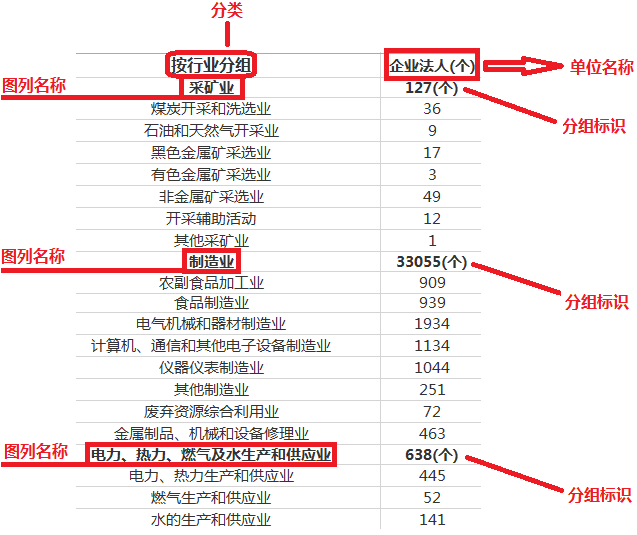 分类
按行业分组 企业法人(个) 单位名称
图列名称 采矿业 127(个)
煤炭开采和洗选业 36
石油和天然气开采业 9 分组标识
黑色金属矿采选业 17
有色金属矿采选业 3
非金属矿采选业 49
开采辅助活动 12
其他采矿业 1
图列名称 制造业 33055(个)
农副食品加工业 909
食品制造业 939 分组标识
电气机械和器材制造业 1934
计算机、通信和其他电子设备制造业 1134
仪器仪表制造业 1044
其他制造业 251
废弃资源综合利用业 72
金属制品、机械和设备修理业 463
图列名称 电力、热力、燃气及水生产和供应业 638(个)
电力、热力生产和供应业 445
燃气生产和供应业 52 分组标识
水的生产和供应业 141